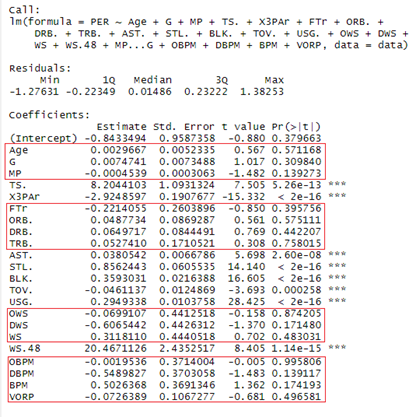 Call:
lm(formula = PER ~ Age + G + MP + TS. + X3PAr + FTr + ORB. +
DRB. + TRB. + AST. + STL. + BLK. + TOV. + USG. + OWS + DWS +
WS + WS.48 + MP...G + OBPM + DBPM + BPM + VORP, data = data)
Residuals:
Min 1Q Median 3Q Max
-1.27631 -0.22349 0.01486 0.23222 1.38253
Coefficients:
Estimate Std. Error t value Pr(>|t|)
(Intercept) -0.8433494 0.9587358 -0.880 0.379663
Age 0.0029667 0.0052335 0.567 0.571168
G 0.0074741 0.0073488 1.017 0.309840
MP -0.0004539 0.0003063 -1.482 0.139273
TS. 8.2044103 1.0931324 7.505 5.26e-13 ***
X3PAr -2.9248597 0.1907677 -15.332 < 2e-16 ***
FTr -0.2214055 0.2603896 -0.850 0.395756
ORB. 0.0487734 0.0869287 0.561 0.575111
DRB. 0.0649717 0.0844491 0.769 0.442207
TRB. 0.0527410 0.1710521 0.308 0.758015
AST. 0.0380542 0.0066786 5.698 2.60e-08 ***
STL. 0.8562443 0.0605535 14.140 < 2e-16 ***
BLK. 0.3593031 0.0216388 16.605 < 2e-16 ***
TOV. -0.0461137 0.0124869 -3.693 0.000258 ***
USG. 0.2949338 0.0103758 28.425 < 2e-16 ***
OWS -0.0699107 0.4412518 -0.158 0.874205
DWS -0.6065442 0.4426312 -1.370 0.171480
WS 0.3118110 0.4440518 0.702 0.483031
WS.48 20.4671126 2.4352517 8.405 1.14e-15 ***
OBPM -0.0019536 0.3714004 -0.005 0.995806
DBPM -0.5489827 0.3703058 -1.483 0.139117
BPM 0.5026368 0.3691346 1.362 0.174193
VORP -0.0726389 0.1067277 -0.681 0.496581